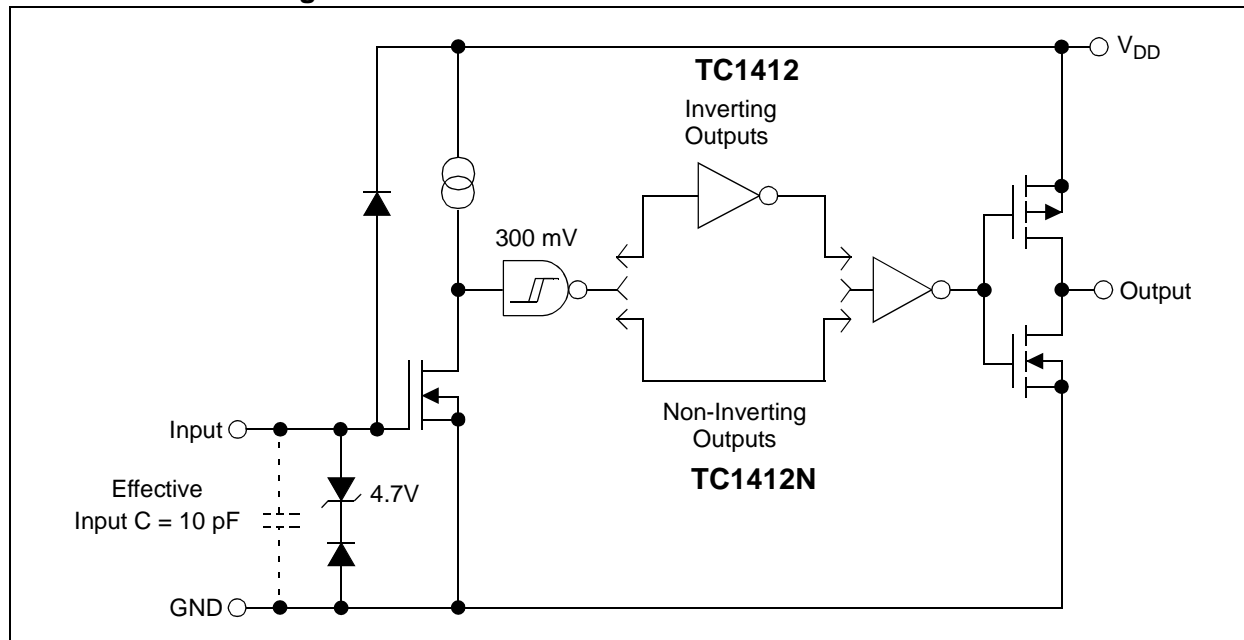 V_DD
TC1412
Inverting
Outputs
300 mV
Output
Input
Non-Inverting
Outputs
TC1412N
Effective
Input C = 10 pF
4.7V
GND